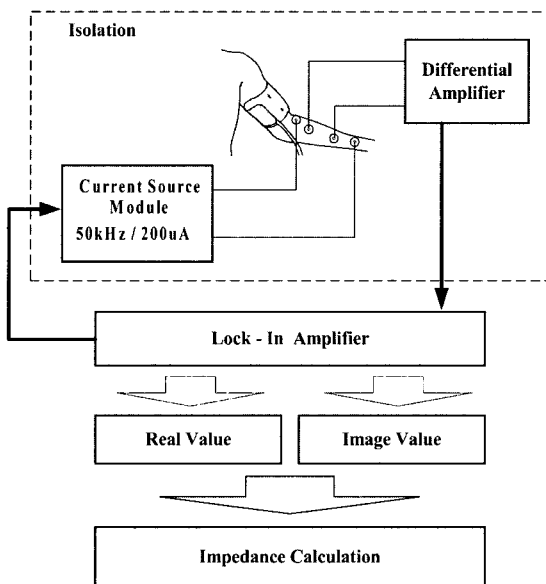 Isolation
Differential
Amplifier
Current Source
Module
50kHz / 200uA
Lock - In Amplifier
Real Value
Image Value
Impedance Calculation